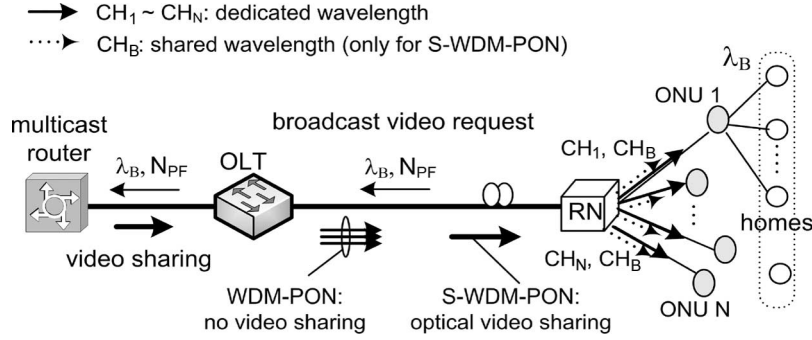 CH₁ ~ CH_N: dedicated wavelength
CH_B: shared wavelength (only for S-WDM-PON)
λ_B
ONU 1
multicast
router
broadcast video request
OLT
CH₁, CH_B
λ_B, N_PF
λ_B, N_PF
RN
homes
video sharing
CH_N, CH_B
WDM-PON:
no video sharing
S-WDM-PON:
optical video sharing
ONU N